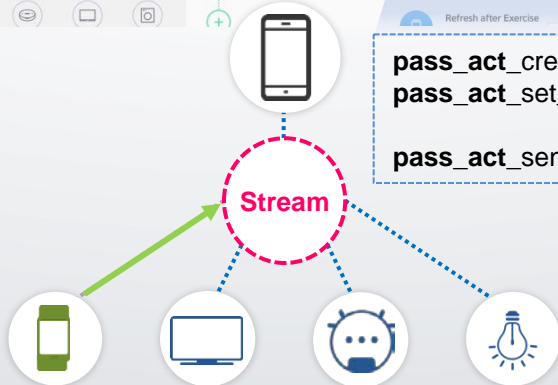 Refresh after Exercise
pass_act_cre
pass_act_set_
pass_act_ser
Stream